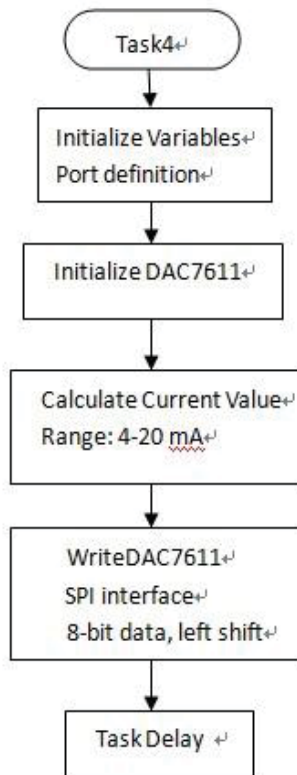 Task4
Initialize Variables
Port definition
Initialize DAC7611
Calculate Current Value
Range: 4-20 mA
WriteDAC7611
SPI interface
8-bit data, left shift
Task Delay